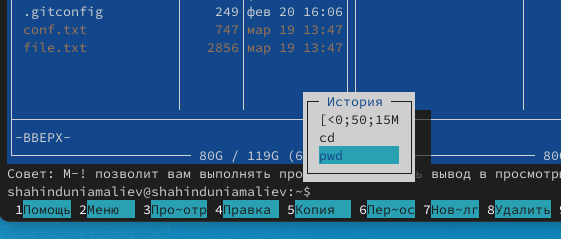 .gitconfig 249 фев 20 16:06
conf.txt 747 мар 19 13:47
file.txt 2856 мар 19 13:47
История
[<0;50;15M
cd
pwd
-ВВЕРХ-
80G / 119G (6 80
Совет: M-! позволит вам выполнять про ь вывод в просмотр
shahinduniamaliev@shahinduniamaliev:~$
1Помощь 2Меню 3Про~отр 4Правка 5Копия 6Пер~ос 7Нов~лг 8Удалить 9